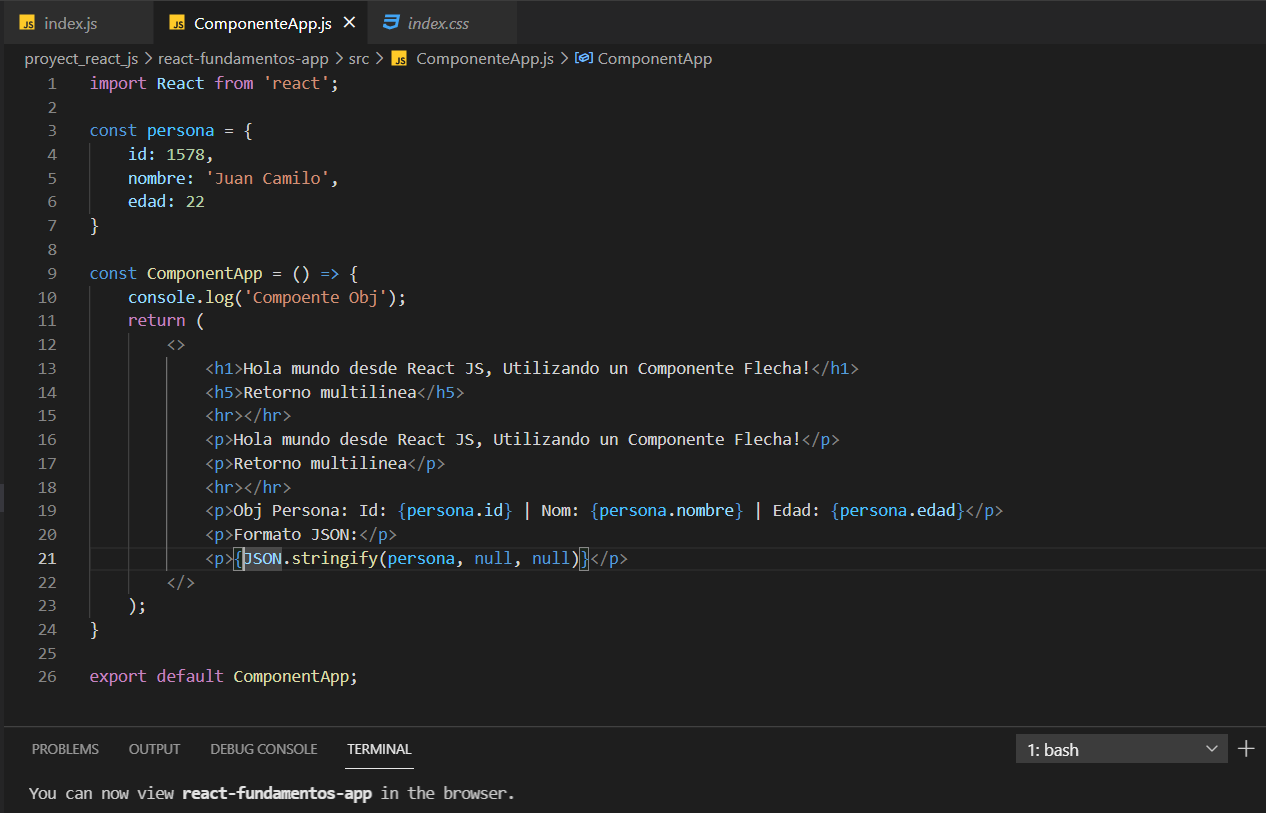 JS index.js JS ComponenteApp.js × index.css
proyect_react_js > react-fundamentos-app > src > JS ComponenteApp.js > ComponentApp
1 import React from 'react';
2
3 const persona = {
4 id: 1578,
5 nombre: 'Juan Camilo',
6 edad: 22
7 }
8
9 const ComponentApp = () => {
10 console.log('Compoente Obj');
11 return (
12 <>
13 <h1>Hola mundo desde React JS, Utilizando un Componente Flecha!</h1>
14 <h5>Retorno multilinea</h5>
15 <hr></hr>
16 <p>Hola mundo desde React JS, Utilizando un Componente Flecha!</p>
17 <p>Retorno multilinea</p>
18 <hr></hr>
19 <p>Obj Persona: Id: {persona.id} | Nom: {persona.nombre} | Edad: {persona.edad}</p>
20 <p>Formato JSON:</p>
21 <p>{JSON.stringify(persona, null, null)}</p>
22 </>
23 );
24 }
25
26 export default ComponentApp;
PROBLEMS OUTPUT DEBUG CONSOLE TERMINAL 1: bash +
You can now view react-fundamentos-app in the browser.